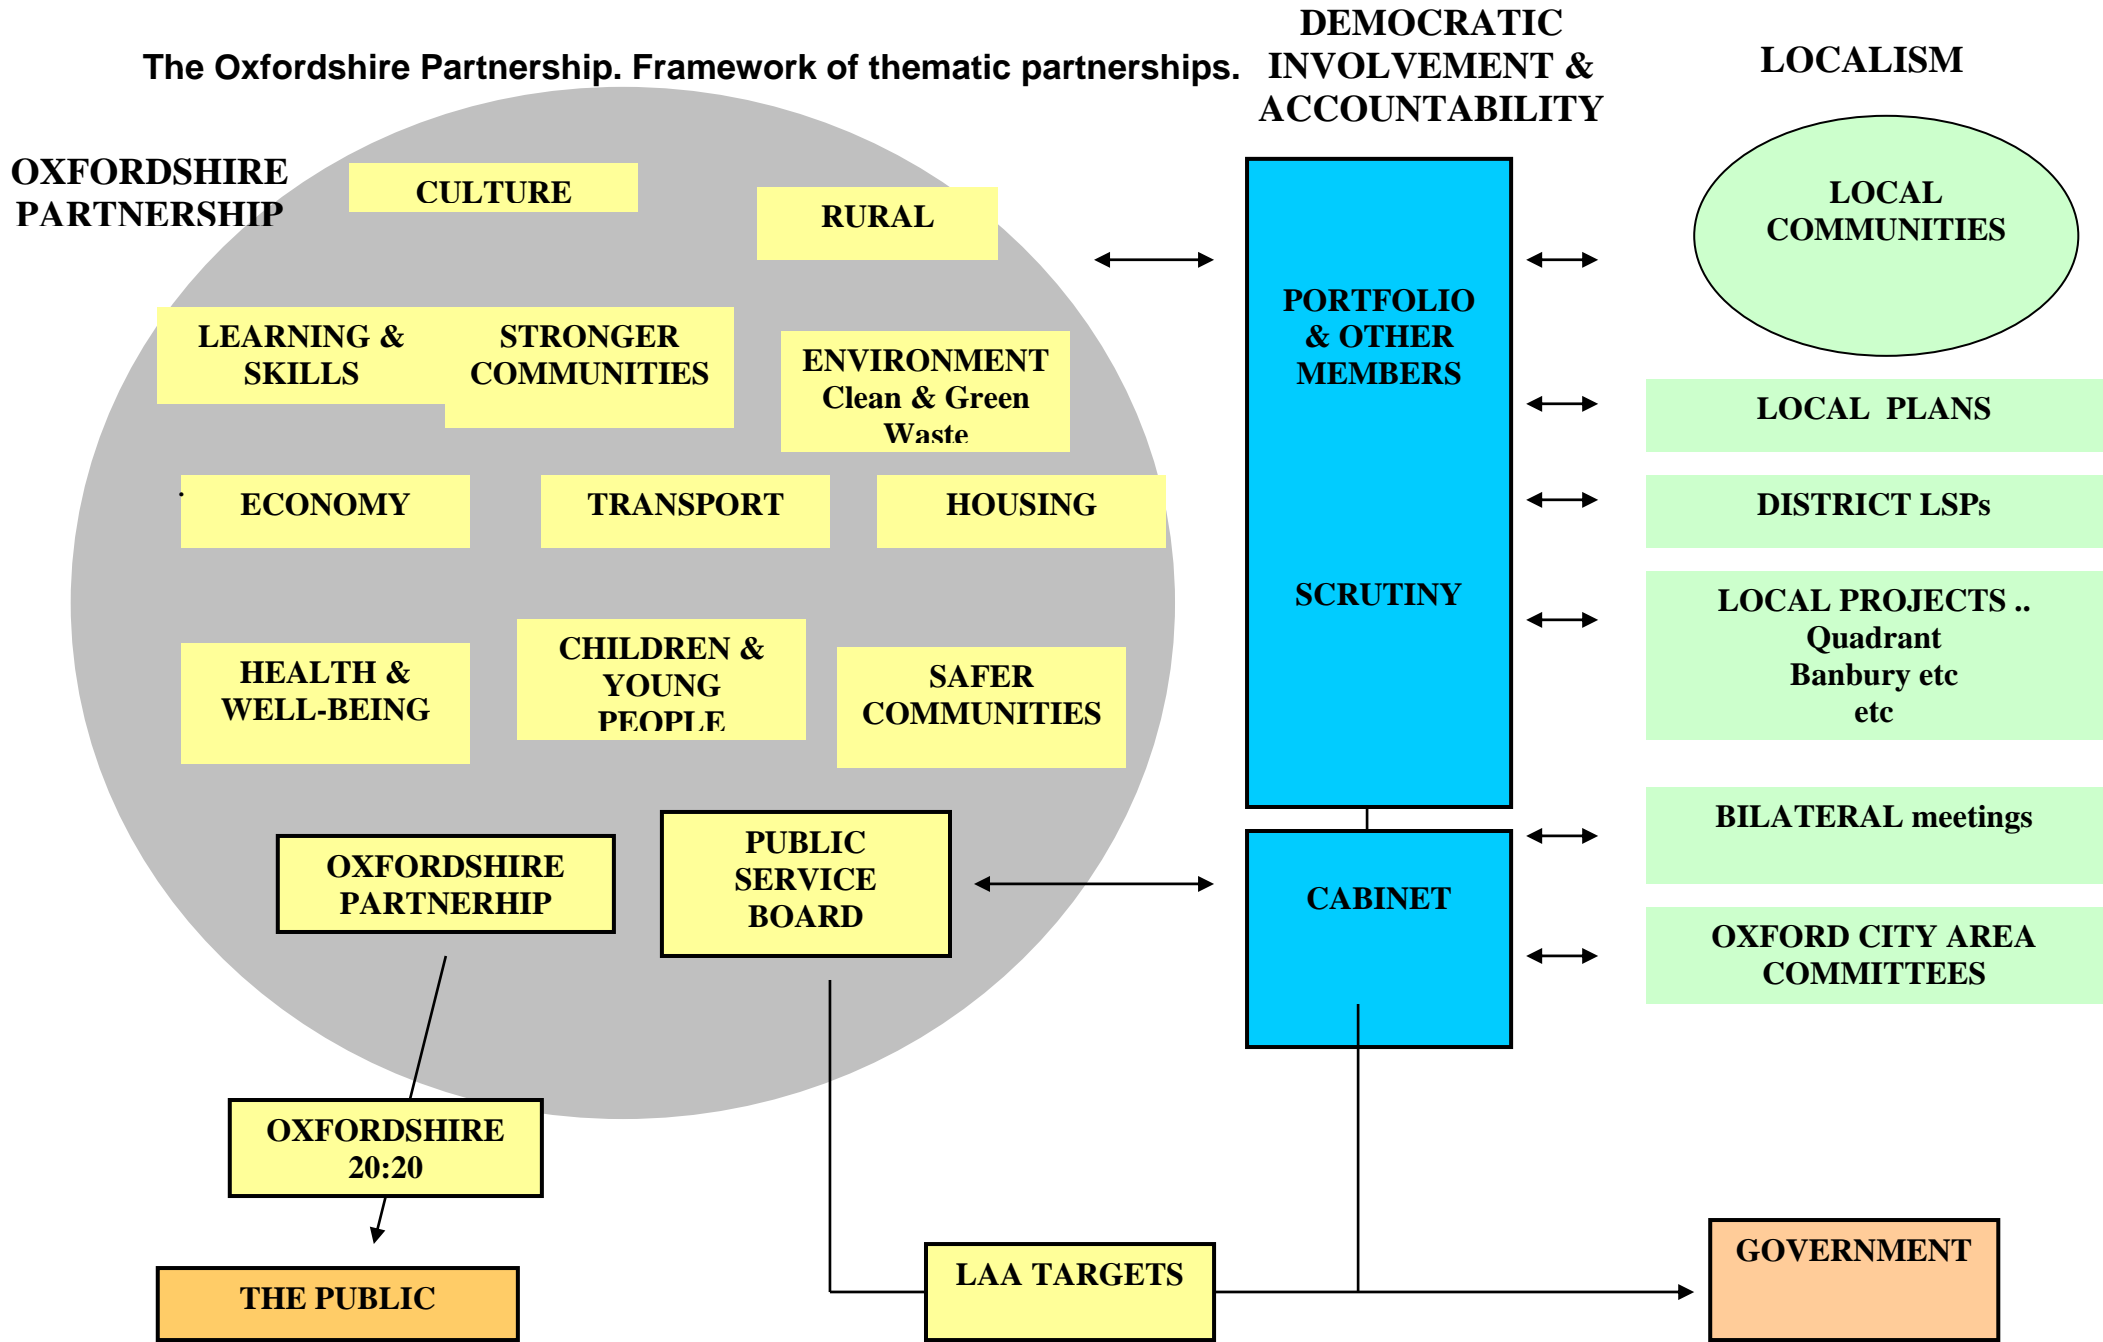 The Oxfordshire Partnership. Framework of thematic partnerships.
DEMOCRATIC
INVOLVEMENT &
ACCOUNTABILITY
LOCALISM
OXFORDSHIRE
PARTNERSHIP
CULTURE
RURAL
LEARNING &
SKILLS
STRONGER
COMMUNITIES
ENVIRONMENT
Clean & Green
Waste
.
ECONOMY
TRANSPORT
HOUSING
HEALTH &
WELL-BEING
CHILDREN &
YOUNG
PEOPLE
SAFER
COMMUNITIES
OXFORDSHIRE
PARTNERHIP
PUBLIC
SERVICE
BOARD
OXFORDSHIRE
20:20
THE PUBLIC
LAA TARGETS
PORTFOLIO
& OTHER
MEMBERS
SCRUTINY
CABINET
LOCAL
COMMUNITIES
LOCAL  PLANS
DISTRICT LSPs
LOCAL PROJECTS ..
Quadrant
Banbury etc
etc
BILATERAL meetings
OXFORD CITY AREA
COMMITTEES
GOVERNMENT